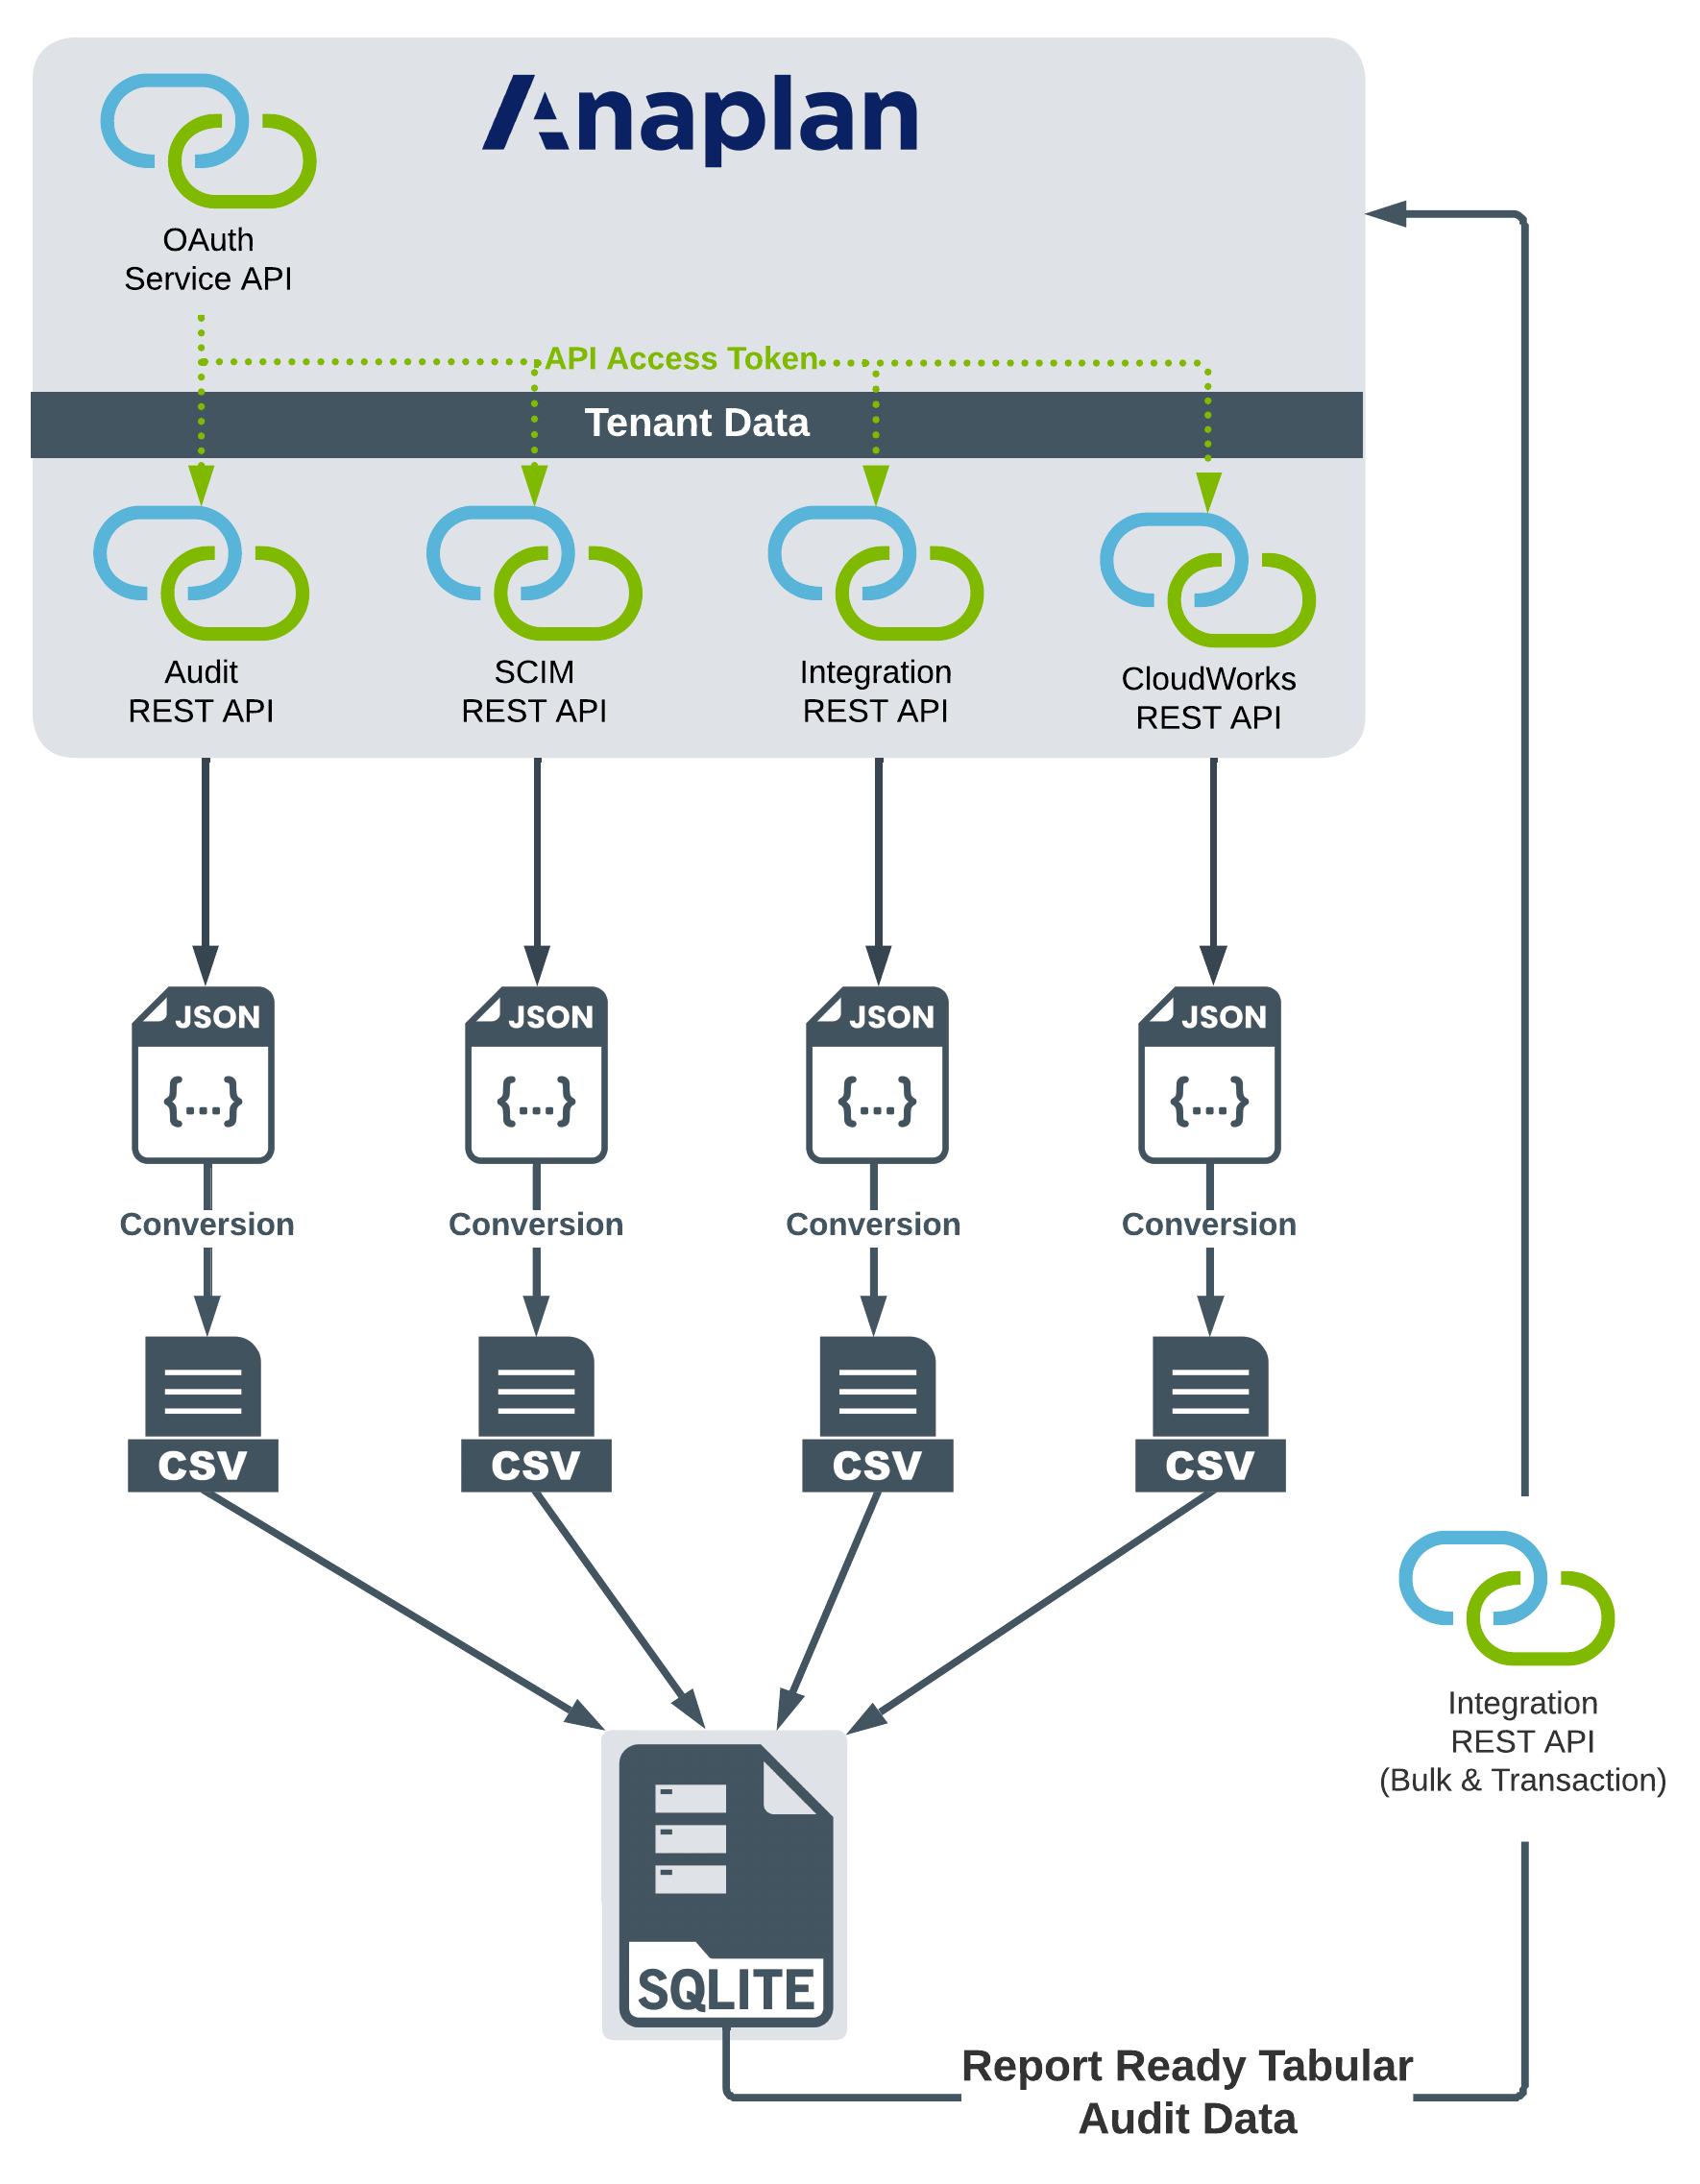 Anaplan
OAuth
Service API
API Access Token
Tenant Data
Audit
REST API
SCIM
REST API
Integration
REST API
CloudWorks
REST API
JSON
{...}
JSON
{...}
JSON
{...}
JSON
{...}
Conversion
Conversion
Conversion
Conversion
CSV
CSV
CSV
CSV
Integration
REST API
(Bulk & Transaction)
SQLITE
Report Ready Tabular
Audit Data